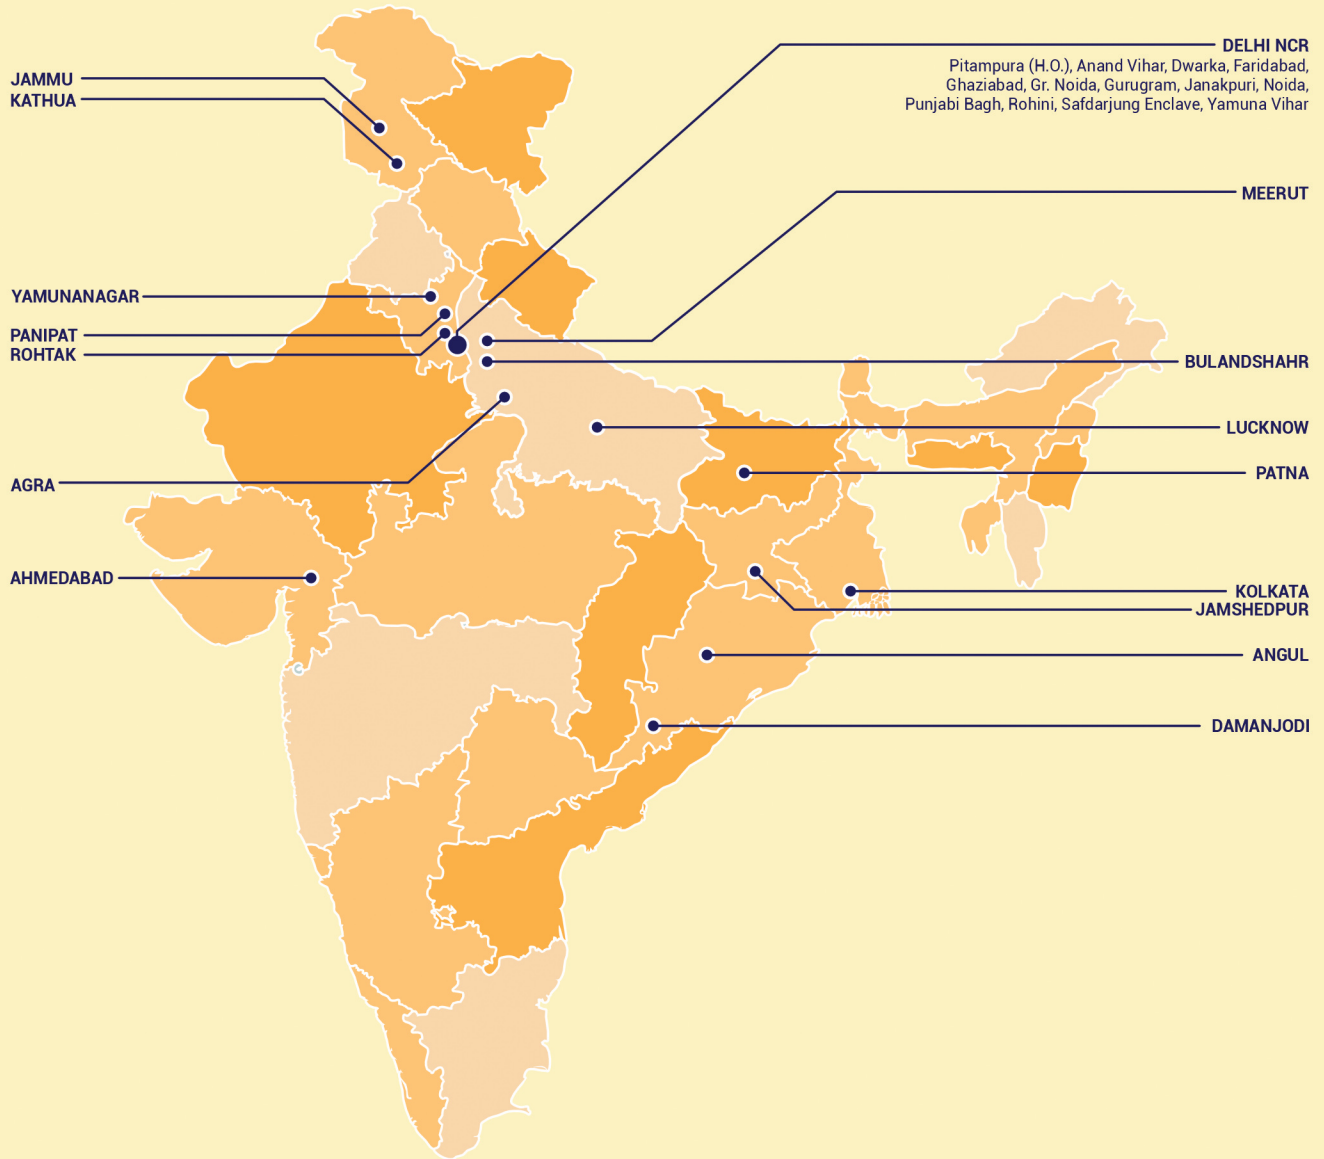 DELHI NCR
Pitampura (H.O.), Anand Vihar, Dwarka, Faridabad,
Ghaziabad, Gr. Noida, Gurugram, Janakpuri, Noida,
Punjabi Bagh, Rohini, Safdarjung Enclave, Yamuna Vihar
JAMMU
KATHUA
MEERUT
YAMUNANAGAR
PANIPAT
ROHTAK
BULANDSHAHR
LUCKNOW
PATNA
AGRA
AHMEDABAD
KOLKATA
JAMSHEDPUR
ANGUL
DAMANJODI